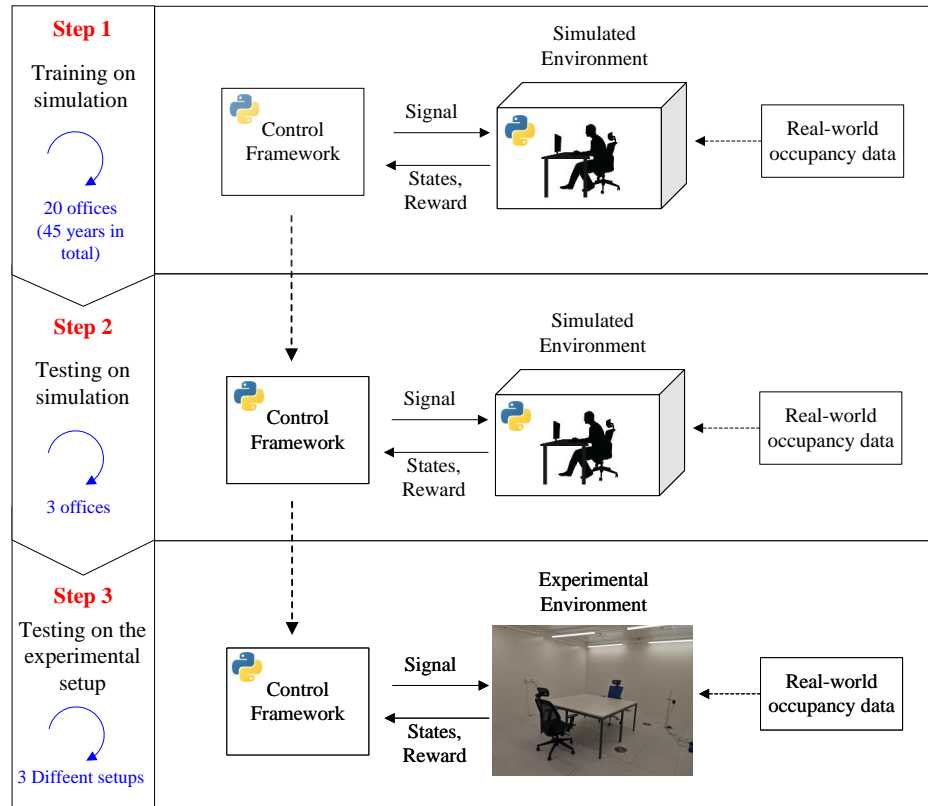 Step 1
Training on
simulation
20 offices
(45 years in
total)
Control
Framework
Signal
States,
Reward
Simulated
Environment
Real-world
occupancy data
Step 2
Testing on
simulation
3 offices
Control
Framework
Signal
States,
Reward
Simulated
Environment
Real-world
occupancy data
Step 3
Testing on the
experimental
setup
3 Diffeent setups
Control
Framework
Signal
States,
Reward
Experimental
Environment
Real-world
occupancy data